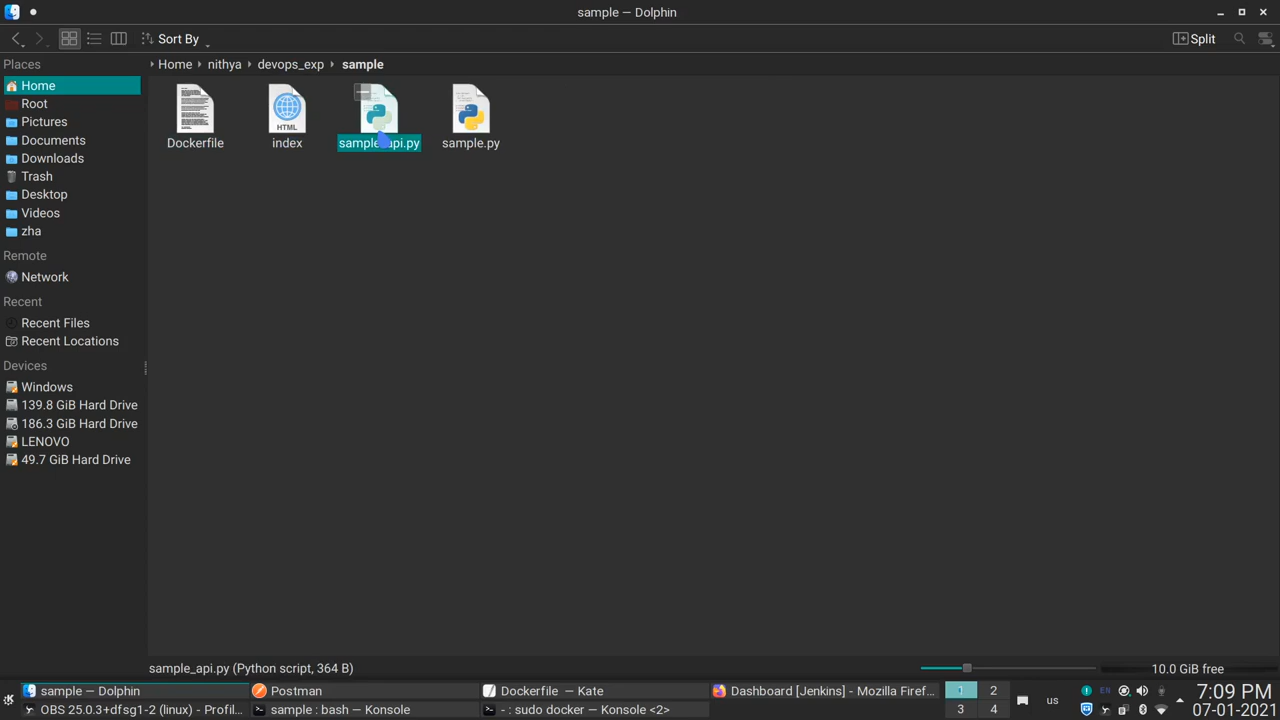 sample — Dolphin
Sort By
Split
Places
Home
nithya
devops_exp
sample
Home
Root
Pictures
Documents
Downloads
Trash
Desktop
Videos
zha
Remote
Network
Recent
Recent Files
Recent Locations
Devices
Windows
139.8 GiB Hard Drive
186.3 GiB Hard Drive
LENOVO
49.7 GiB Hard Drive
HTML
Dockerfile
index
sample_api.py
sample.py
sample_api.py (Python script, 364 B)
10.0 GiB free
sample — Dolphin
Postman
Dockerfile — Kate
Dashboard [Jenkins] - Mozilla Firef...
OBS 25.0.3+dfsg1-2 (linux) - Profil...
sample : bash — Konsole
- : sudo docker — Konsole <2>
1
2
3
4
us
EN
7:09 PM
07-01-2021